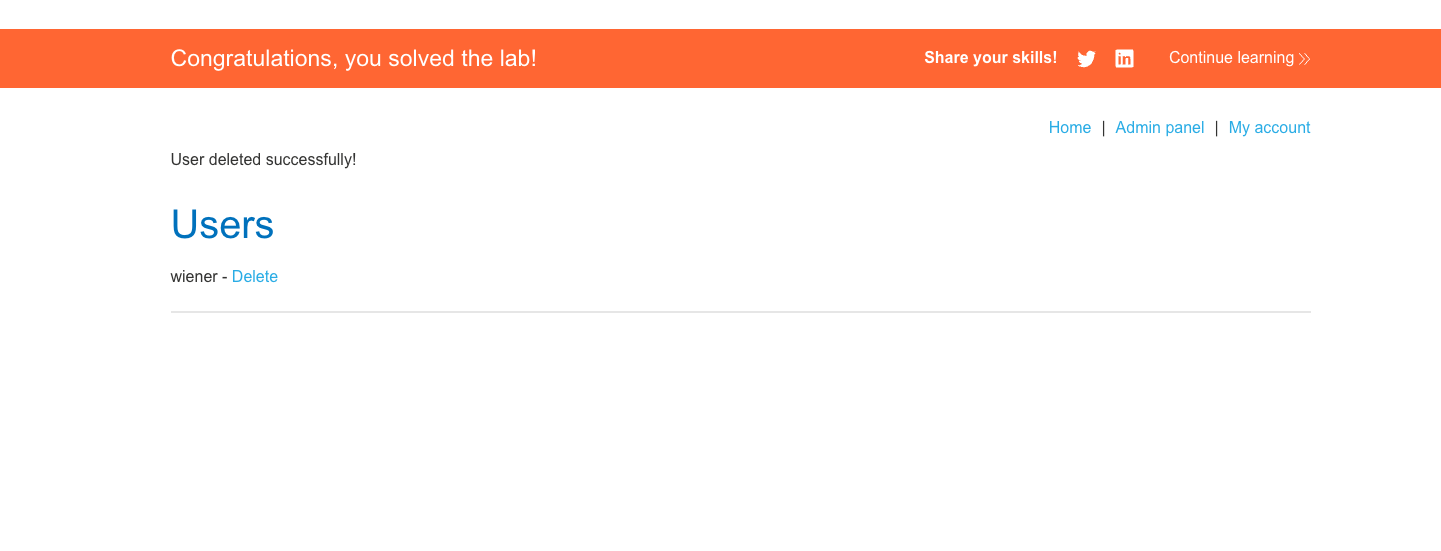 Congratulations, you solved the lab!
Share your skills!
Continue learning
Home | Admin panel | My account
User deleted successfully!
Users
wiener - Delete